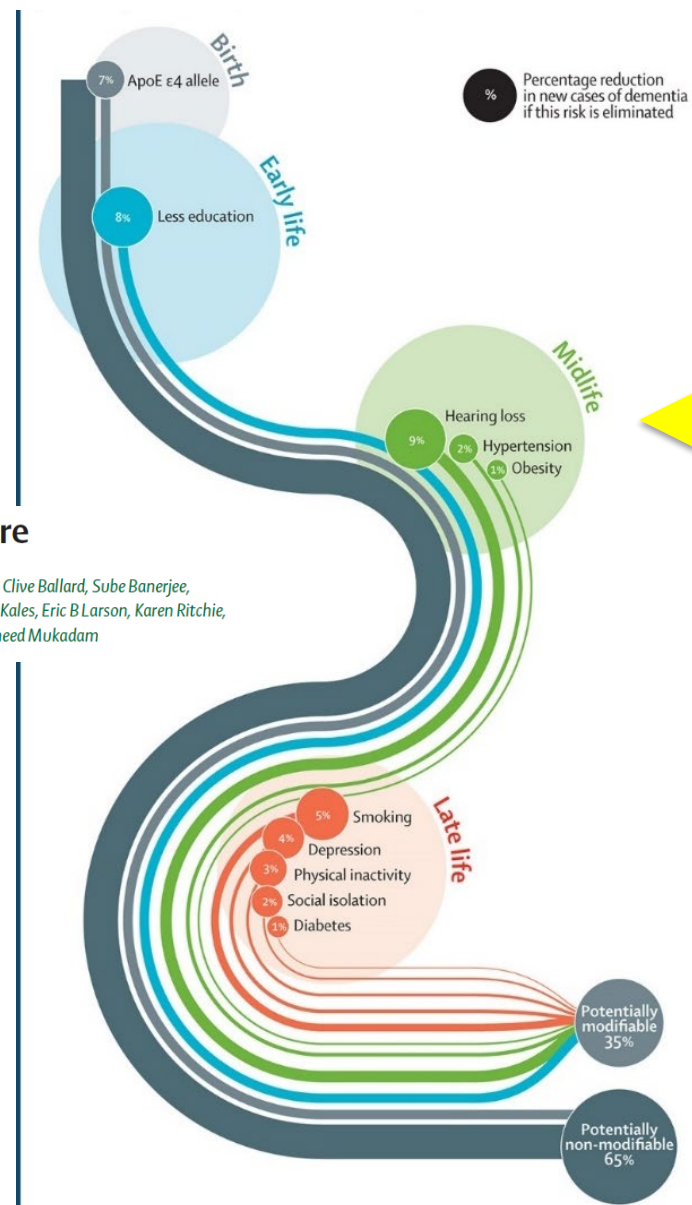 Birth
7%
ApoE ε4 allele
%
Percentage reduction
in new cases of dementia
if this risk is eliminated
Early life
8%
Less education
Midlife
Hearing loss
9%
2%
Hypertension
1%
Obesity
re
Clive Ballard, Sube Banerjee,
Kales, Eric B Larson, Karen Ritchie,
eed Mukadam
Late life
5%
Smoking
4%
Depression
3%
Physical inactivity
2%
Social isolation
1%
Diabetes
Potentially
modifiable
35%
Potentially
non-modifiable
65%